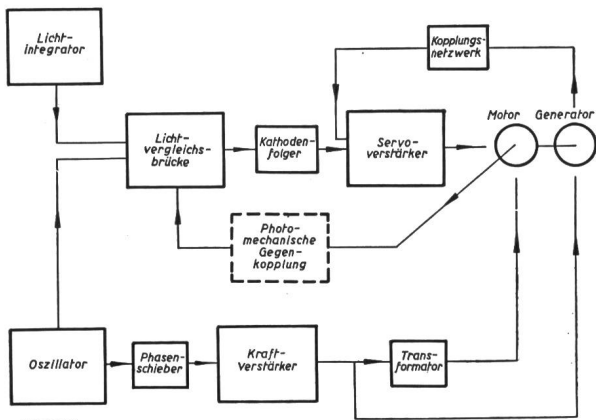 Licht-
integrator
Kopplungs-
netzwerk
Motor Generator
Licht-
vergleichs-
brücke
Kathoden-
folger
Servo-
verstärker
Photo-
mechanische
Gegen-
kopplung
Oszillator
Phasen-
schieber
Kraft-
verstärker
Trans-
formator